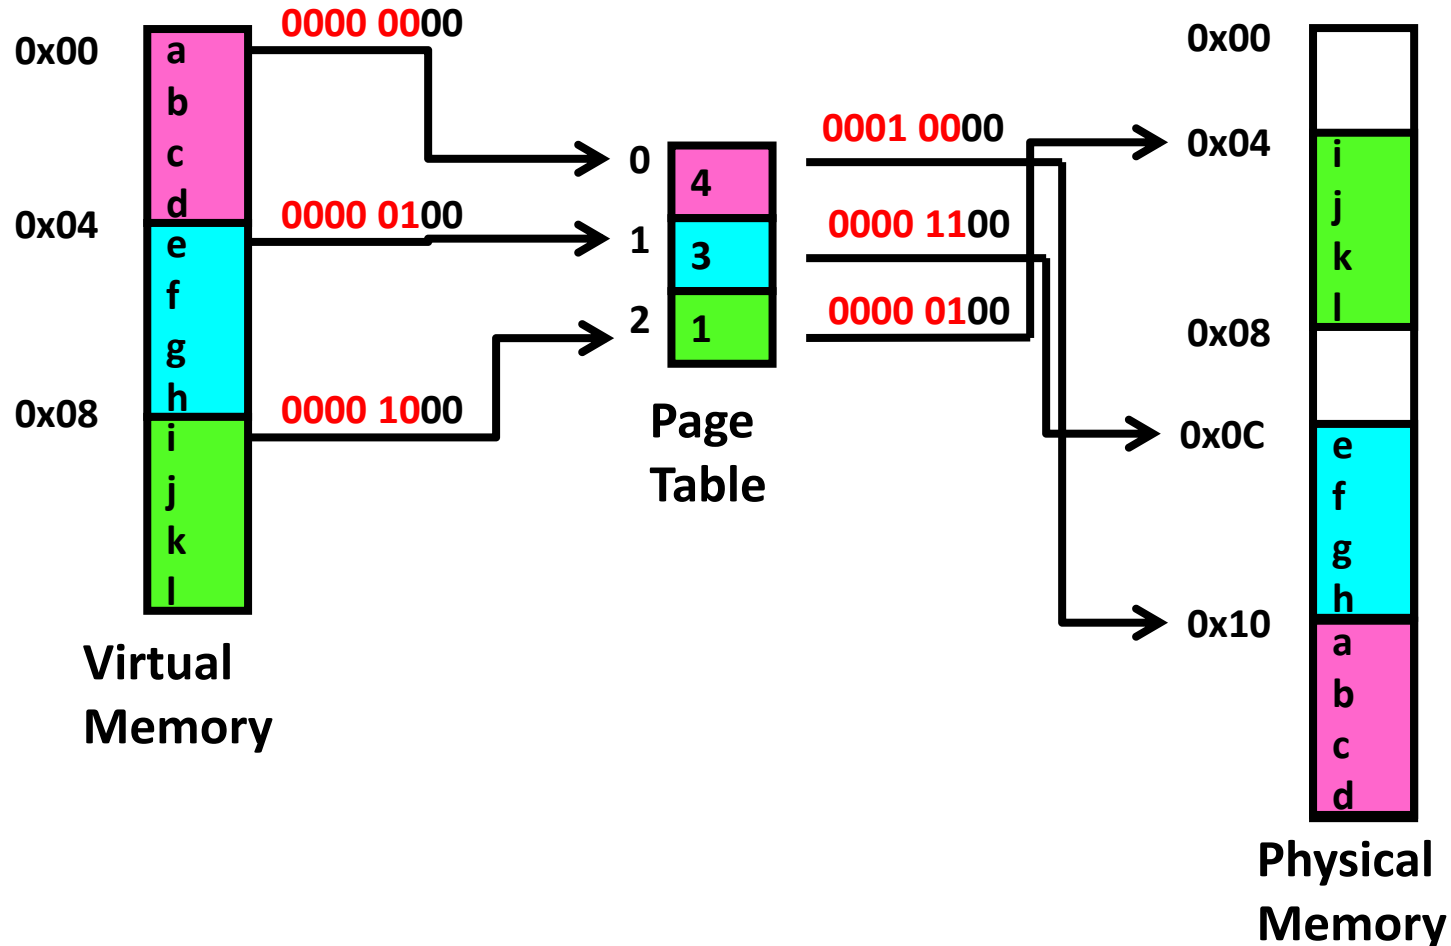 0x00
a
b
c
d
0x04
e
f
g
h
0x08
i
j
k
l
Virtual
Memory
0000 0000
0000 0100
0000 1000
0
4
1
3
2
1
Page
Table
0001 0000
0000 1100
0000 0100
0x00
0x04
i
j
k
l
0x08
0x0C
e
f
g
h
0x10
a
b
c
d
Physical
Memory